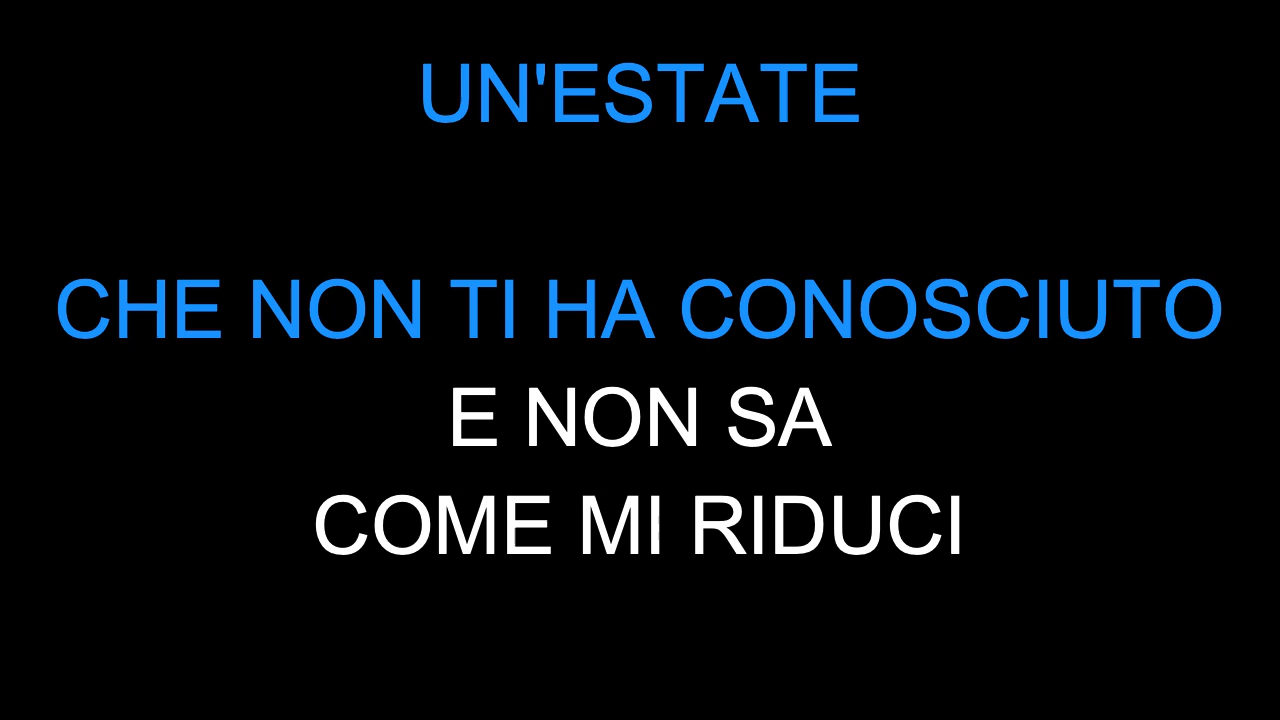 UN'ESTATE
CHE NON TI HA CONOSCIUTO
E NON SA
COME MI RIDUCI